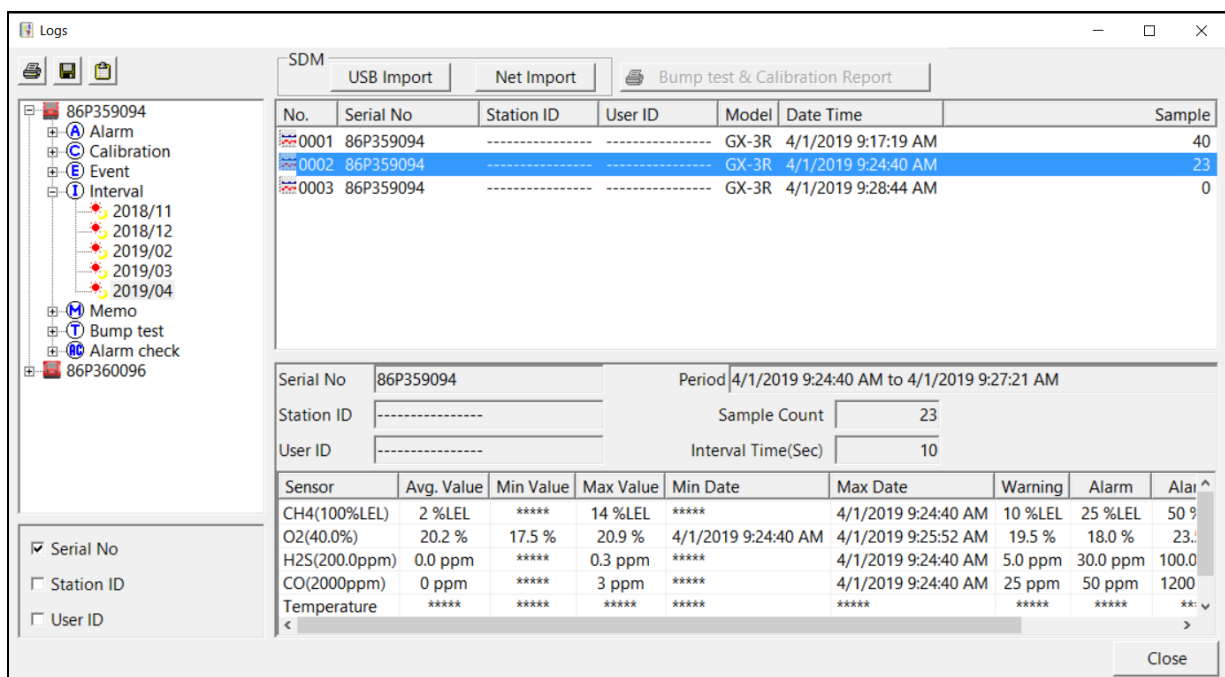 Logs
SDM
USB Import Net Import Bump test & Calibration Report
86P359094
A Alarm
C Calibration
E Event
I Interval
2018/11
2018/12
2019/02
2019/03
2019/04
M Memo
T Bump test
AC Alarm check
86P360096
Serial No
Station ID
User ID
No. Serial No Station ID User ID Model Date Time Sample
0001 86P359094 ---------------- ---------------- GX-3R 4/1/2019 9:17:19 AM 40
0002 86P359094 ---------------- ---------------- GX-3R 4/1/2019 9:24:40 AM 23
0003 86P359094 ---------------- ---------------- GX-3R 4/1/2019 9:28:44 AM 0
Serial No 86P359094 Period 4/1/2019 9:24:40 AM to 4/1/2019 9:27:21 AM
Station ID ---------------- Sample Count 23
User ID ---------------- Interval Time(Sec) 10
Sensor Avg. Value Min Value Max Value Min Date Max Date Warning Alarm Alar
CH4(100%LEL) 2 %LEL ***** 14 %LEL ***** 4/1/2019 9:24:40 AM 10 %LEL 25 %LEL 50 %
O2(40.0%) 20.2 % 17.5 % 20.9 % 4/1/2019 9:24:40 AM 4/1/2019 9:25:52 AM 19.5 % 18.0 % 23.
H2S(200.0ppm) 0.0 ppm ***** 0.3 ppm ***** 4/1/2019 9:24:40 AM 5.0 ppm 30.0 ppm 100.0
CO(2000ppm) 0 ppm ***** 3 ppm ***** 4/1/2019 9:24:40 AM 25 ppm 50 ppm 1200
Temperature ***** ***** ***** ***** ***** ***** ***** **
Close